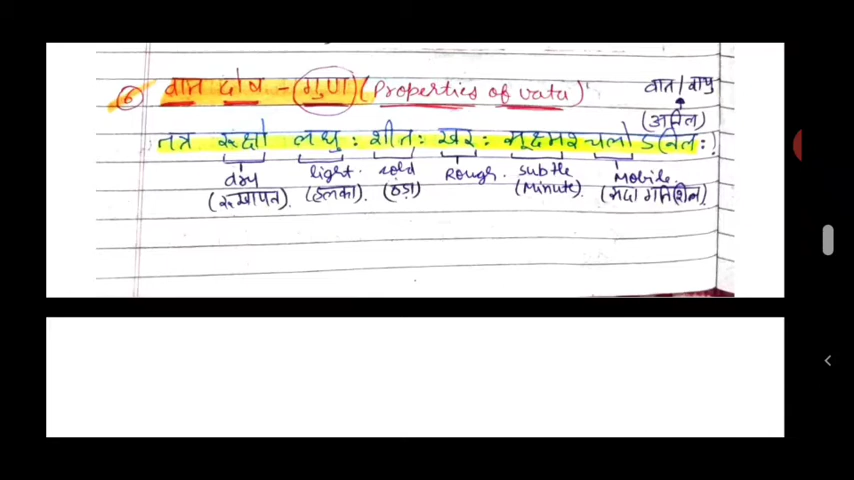 ⑥ वात दोष - गुण (Properties of vata) वात/वायु
(अनिल)
तत्र रुक्षो लघु: शीत: खर: सूक्ष्मश्चलो ऽनिल:
dry light. cold Rough. subtle Mobile.
(रूखापन). (हलका). (ठंडा) (Minute). (सदा गतिशील).